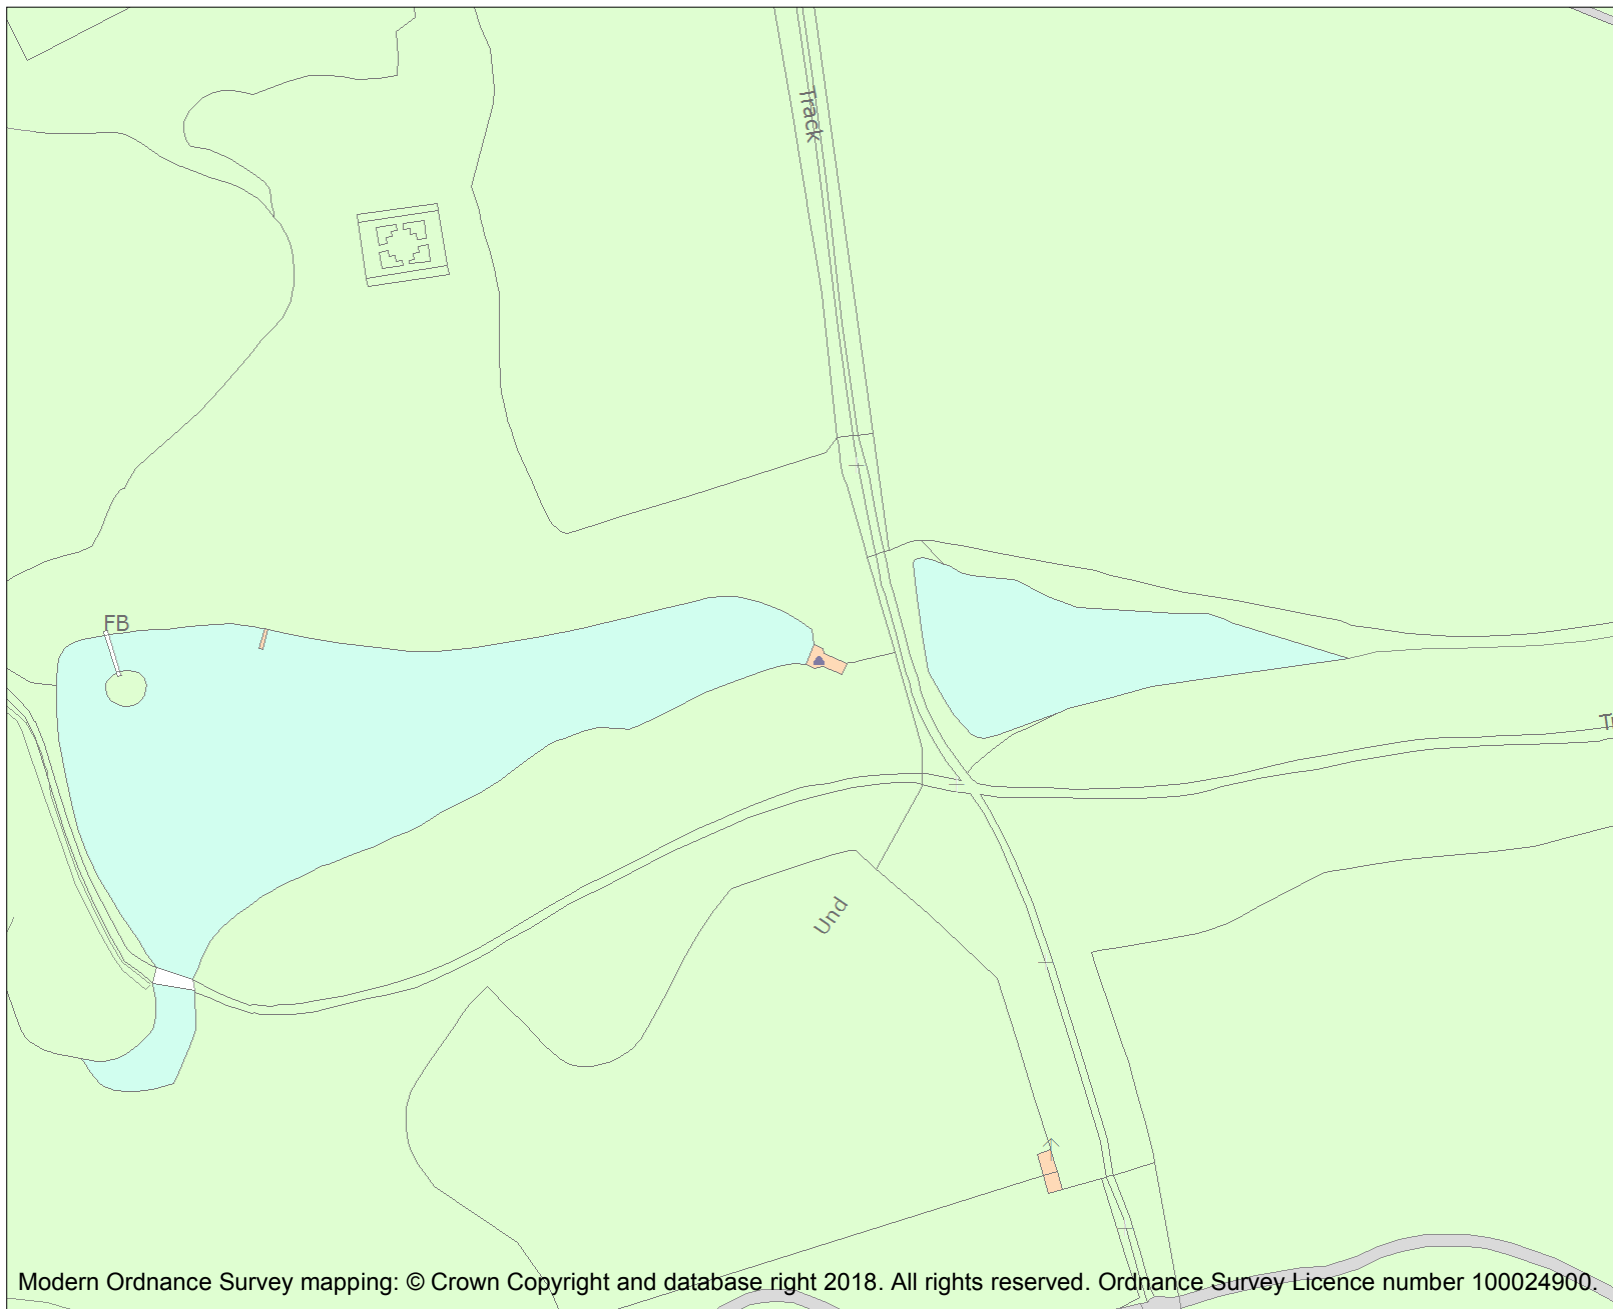 Track
FB
Und
Modern Ordnance Survey mapping: © Crown Copyright and database right 2018. All rights reserved. Ordnance Survey Licence number 100024900.